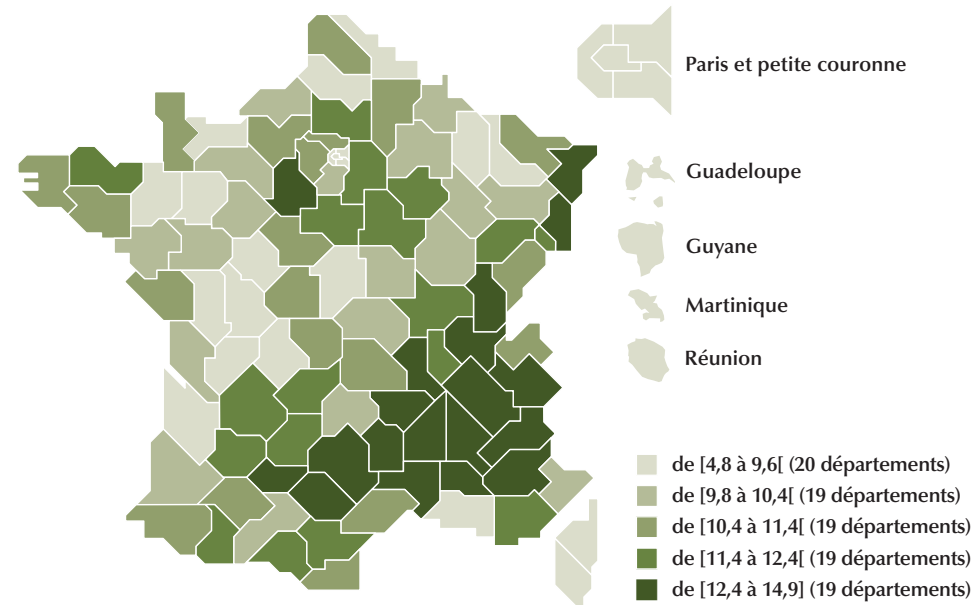 Paris et petite couronne
Guadeloupe
Guyane
Martinique
Réunion
de [4,8 à 9,6[ (20 départements)
de [9,8 à 10,4[ (19 départements)
de [10,4 à 11,4[ (19 départements)
de [11,4 à 12,4[ (19 départements)
de [12,4 à 14,9] (19 départements)